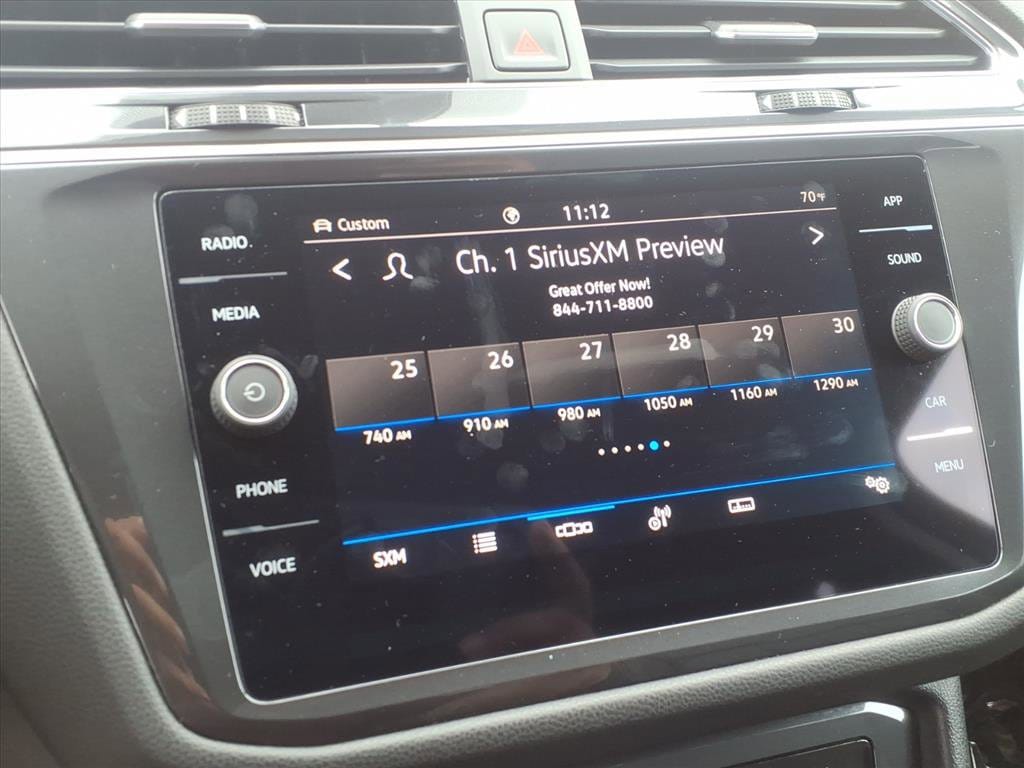 Custom 11:12 70°F
Ch. 1 SiriusXM Preview
Great Offer Now!
844-711-8800
25 26 27 28 29 30
740 AM 910 AM 980 AM 1050 AM 1160 AM 1290 AM
SXM
RADIO
MEDIA
PHONE
VOICE
APP
SOUND
CAR
MENU